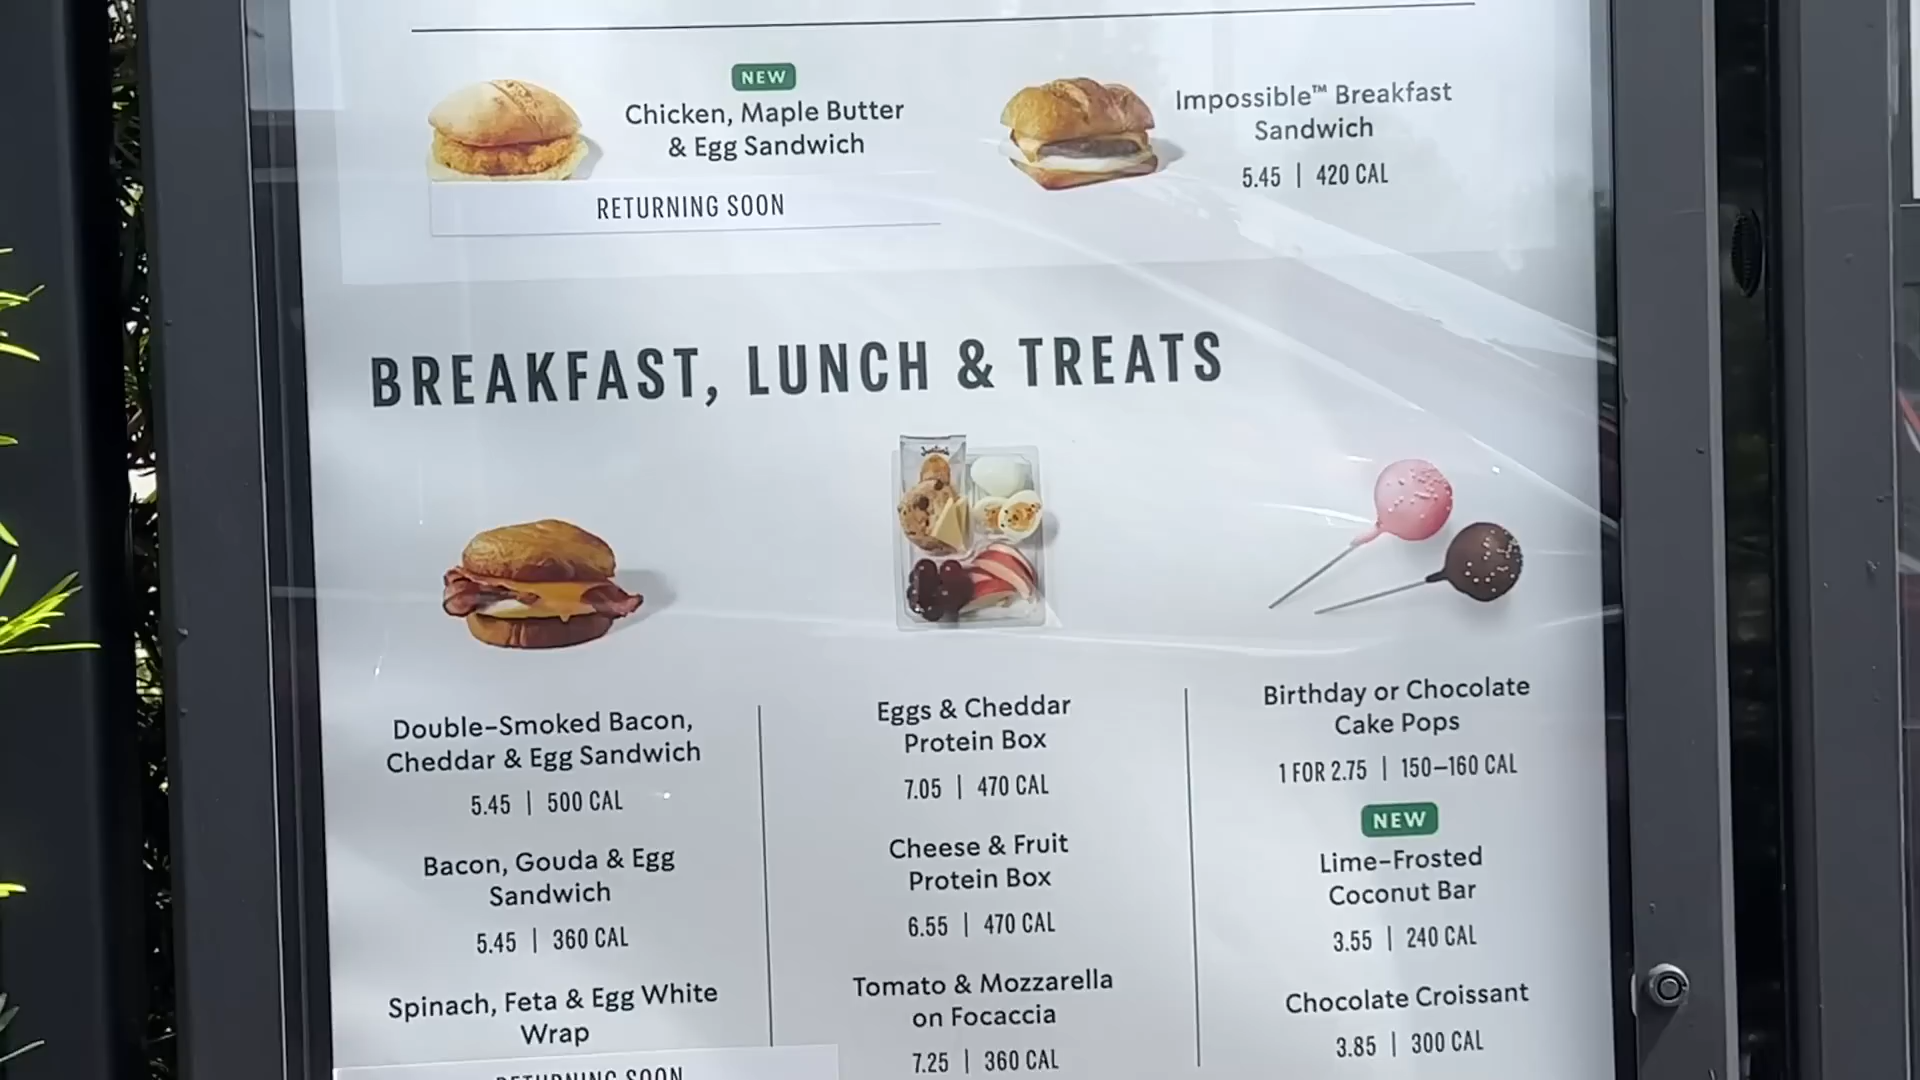 NEW
Chicken, Maple Butter
& Egg Sandwich
RETURNING SOON
Impossible™ Breakfast
Sandwich
5.45 | 420 CAL
BREAKFAST, LUNCH & TREATS
Justin's
Double-Smoked Bacon,
Cheddar & Egg Sandwich
5.45 | 500 CAL
Bacon, Gouda & Egg
Sandwich
5.45 | 360 CAL
Spinach, Feta & Egg White
Wrap
RETURNING SOON
Eggs & Cheddar
Protein Box
7.05 | 470 CAL
Cheese & Fruit
Protein Box
6.55 | 470 CAL
Tomato & Mozzarella
on Focaccia
7.25 | 360 CAL
Birthday or Chocolate
Cake Pops
1 FOR 2.75 | 150–160 CAL
NEW
Lime-Frosted
Coconut Bar
3.55 | 240 CAL
Chocolate Croissant
3.85 | 300 CAL